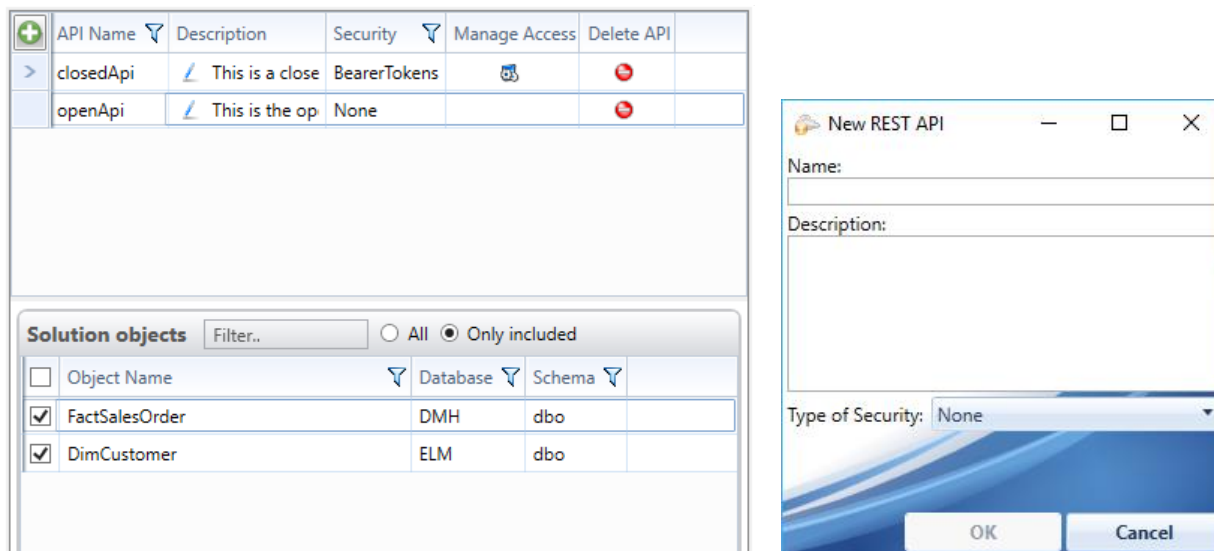 API Name Description Security Manage Access Delete API
closedApi This is a close BearerTokens
openApi This is the op None
Solution objects Filter.. All Only included
Object Name Database Schema
FactSalesOrder DMH dbo
DimCustomer ELM dbo
New REST API
Name:
Description:
Type of Security: None
OK Cancel